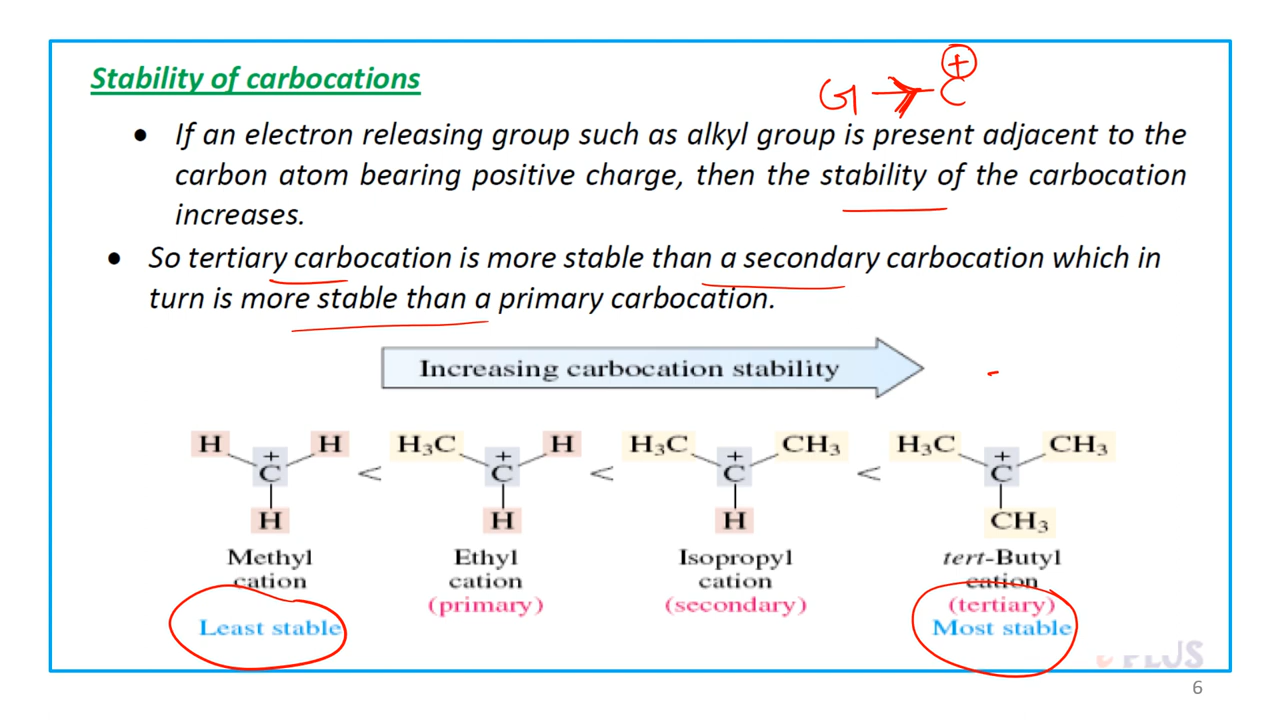 Stability of carbocations
G → C
+
• If an electron releasing group such as alkyl group is present adjacent to the
carbon atom bearing positive charge, then the stability of the carbocation
increases.
• So tertiary carbocation is more stable than a secondary carbocation which in
turn is more stable than a primary carbocation.
Increasing carbocation stability
H H H₃C H H₃C CH₃ H₃C CH₃
+ + + +
C < C < C < C
H H H CH₃
Methyl Ethyl Isopropyl tert-Butyl
cation cation cation cation
(primary) (secondary) (tertiary)
Least stable Most stable
PLUS
6